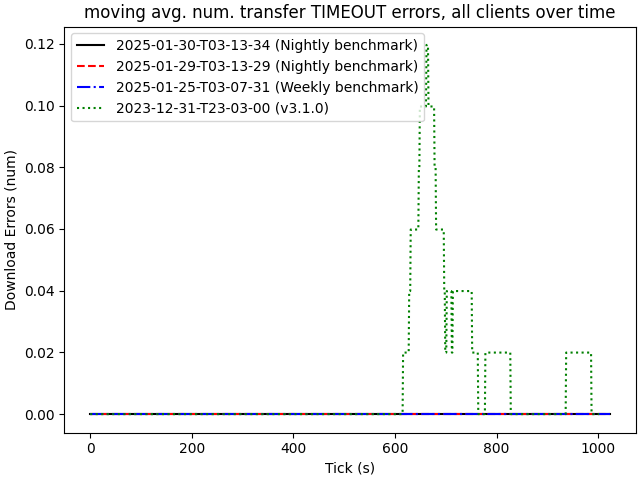 moving avg. num. transfer TIMEOUT errors, all clients over time
2025-01-30-T03-13-34 (Nightly benchmark)
2025-01-29-T03-13-29 (Nightly benchmark)
2025-01-25-T03-07-31 (Weekly benchmark)
2023-12-31-T23-03-00 (v3.1.0)
Download Errors (num)
0.12
0.10
0.08
0.06
0.04
0.02
0.00
0 200 400 600 800 1000
Tick (s)